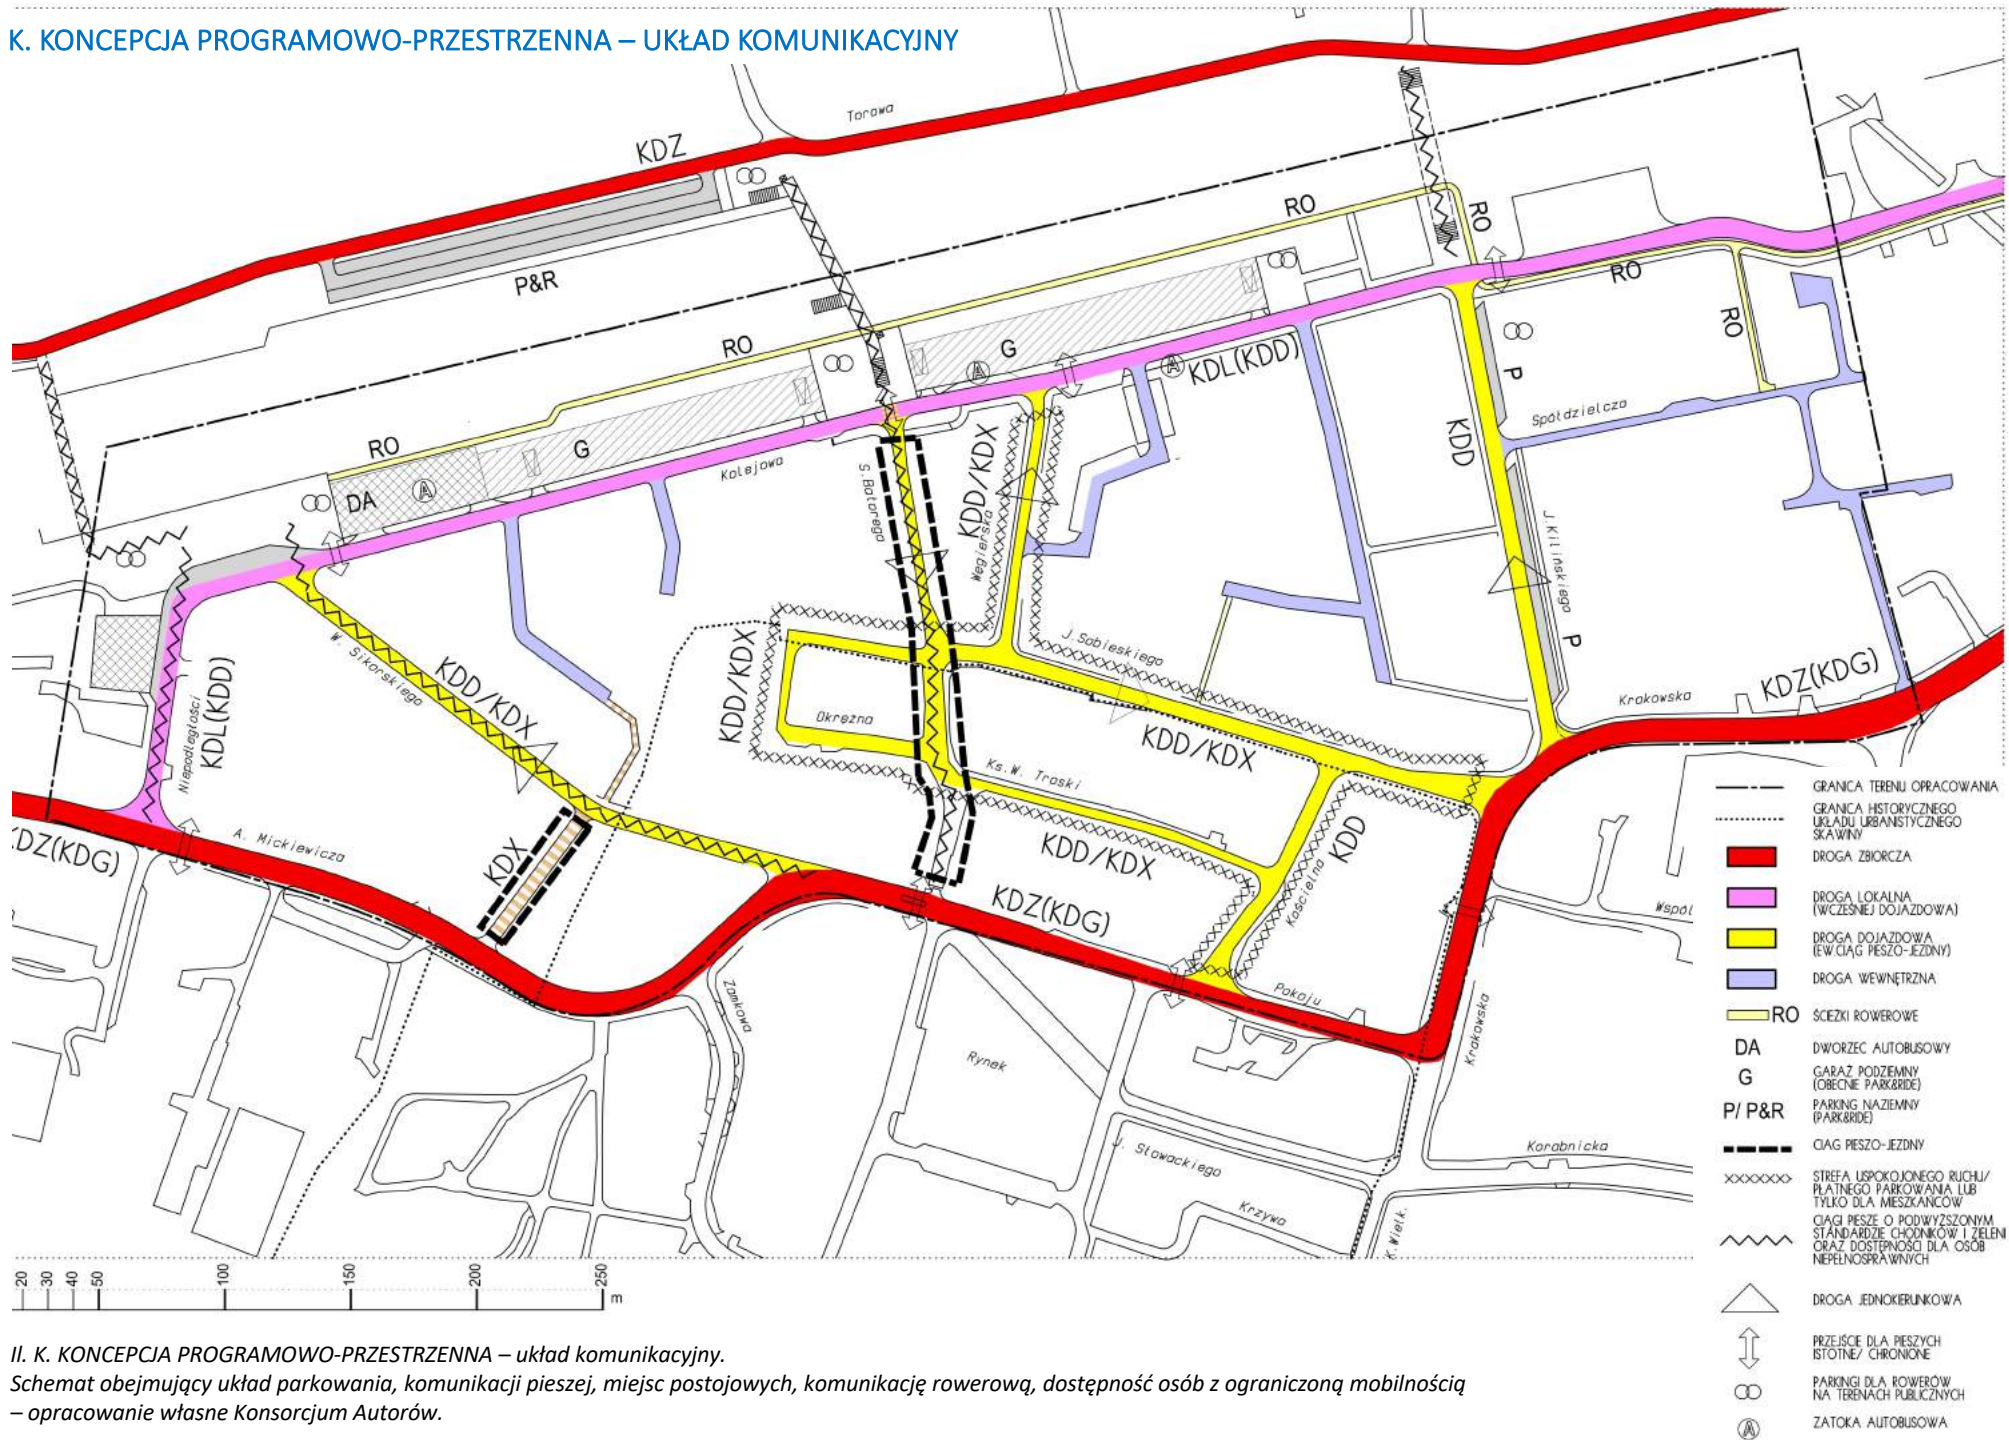 K. KONCEPCJA PROGRAMOWO-PRZESTRZENNA – UKŁAD KOMUNIKACYJNY
Torowa
KDZ
P&R
RO
RO
RO
RO
RO
RO
G
A
A
KDL(KDD)
P
Spółdzielcza
KDD
RO
G
DA
A
Kolejowa
S.Batorego
KDD/KDX
Węgierska
J.Kilińskiego
P
W. Sikorskiego
KDD/KDX
KDL(KDD)
Niepodległości
KDD/KDX
Okrężna
J.Sobieskiego
KDD/KDX
Krakowska
KDZ(KDG)
Ks.W. Troski
KDD/KDX
KDD
Kościelna
KDZ(KDG)
A. Mickiewicza
KDX
KDZ(KDG)
Pokoju
Zamkowa
Rynek
Krakowska
Współ
J. Słowackiego
Krzywa
K.Wielk.
Korabnicka
GRANICA TERENU OPRACOWANIA
GRANICA HISTORYCZNEGO
UKŁADU URBANISTYCZNEGO
SKAWINY
DROGA ZBIORCZA
DROGA LOKALNA
(WCZEŚNIEJ DOJAZDOWA)
DROGA DOJAZDOWA
(EW.CIĄG PIESZO-JEZDNY)
DROGA WEWNĘTRZNA
RO ŚCIEŻKI ROWEROWE
DA DWORZEC AUTOBUSOWY
G GARAŻ PODZIEMNY
(OBECNIE PARK&RIDE)
P/ P&R PARKING NAZIEMNY
(PARK&RIDE)
CIĄG PIESZO-JEZDNY
STREFA USPOKOJONEGO RUCHU/
PŁATNEGO PARKOWANIA LUB
TYLKO DLA MIESZKAŃCÓW
CIĄGI PIESZE O PODWYŻSZONYM
STANDARDZIE CHODNIKÓW I ZIELENI
ORAZ DOSTĘPNOŚCI DLA OSÓB
NIEPEŁNOSPRAWNYCH
DROGA JEDNOKIERUNKOWA
PRZEJŚCIE DLA PIESZYCH
ISTOTNE/ CHRONIONE
PARKINGI DLA ROWERÓW
NA TERENACH PUBLICZNYCH
A ZATOKA AUTOBUSOWA
20 30 40 50 100 150 200 250 m
Il. K. KONCEPCJA PROGRAMOWO-PRZESTRZENNA – układ komunikacyjny.
Schemat obejmujący układ parkowania, komunikacji pieszej, miejsc postojowych, komunikację rowerową, dostępność osób z ograniczoną mobilnością
– opracowanie własne Konsorcjum Autorów.